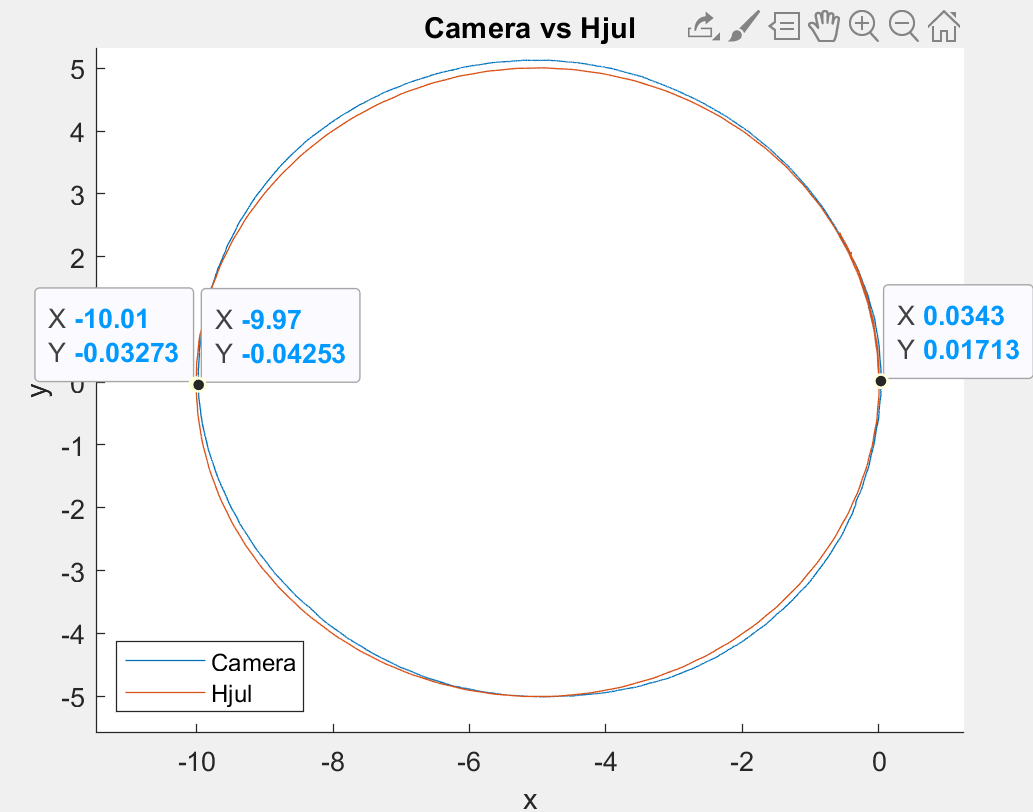 Camera vs Hjul
5
4
3
2
X -10.01
Y -0.03273
X -9.97
Y -0.04253
X 0.0343
Y 0.01713
y
0
-1
-2
-3
-4
-5
Camera
Hjul
-10
-8
-6
-4
-2
0
x